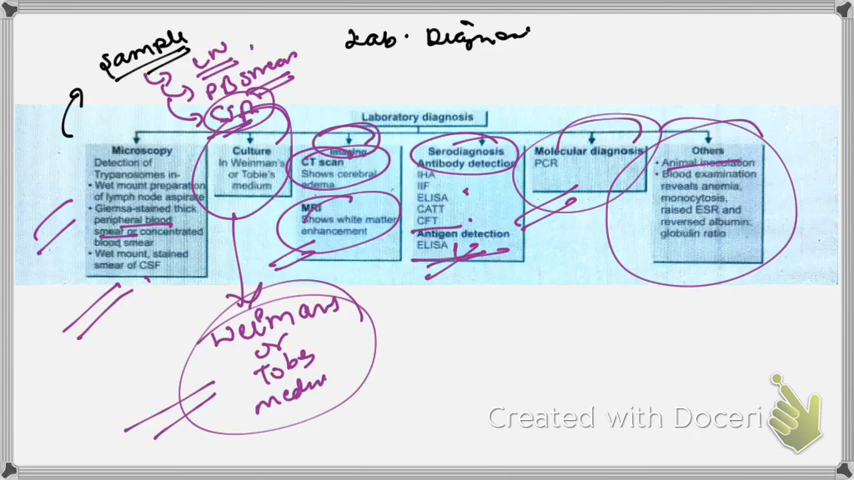 Lab. Diagnosis
Sample
LN
PB smear
CSF
Laboratory diagnosis
Microscopy
Detection of
Trypanosomes in-
• Wet mount preparation
of lymph node aspirate
• Giemsa-stained thick
peripheral blood
smear or concentrated
blood smear
• Wet mount, stained
smear of CSF
Culture
In Weinman's
or Tobie's
medium
Imaging
CT scan
Shows cerebral
edema
MRI
Shows white matter
enhancement
Serodiagnosis
Antibody detection
IHA
IIF
ELISA
CATT
CFT
Antigen detection
ELISA
Molecular diagnosis
PCR
Others
• Animal inoculation
• Blood examination
reveals anemia,
monocytosis,
raised ESR and
reversed albumin:
globulin ratio
Weimans
or
Tobis
Created with Doceri